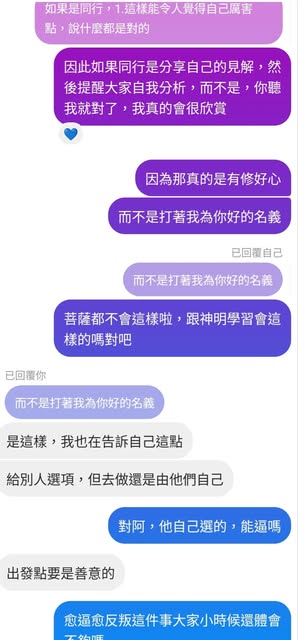 如果是同行，1.這樣能令人覺得自己厲害
點，說什麼都是對的
因此如果同行是分享自己的見解，然
後提醒大家自我分析，而不是，你聽
我就對了，我真的會很欣賞
因為那真的是有修好心
而不是打著我為你好的名義
已回覆自己
而不是打著我為你好的名義
菩薩都不會這樣啦，跟神明學習會這
樣的嗎對吧
已回覆你
而不是打著我為你好的名義
是這樣，我也在告訴自己這點
給別人選項，但去做還是由他們自己
對阿，他自己選的，能逼嗎
出發點要是善意的
愈逼愈反叛這件事大家小時候還體會
不夠嗎